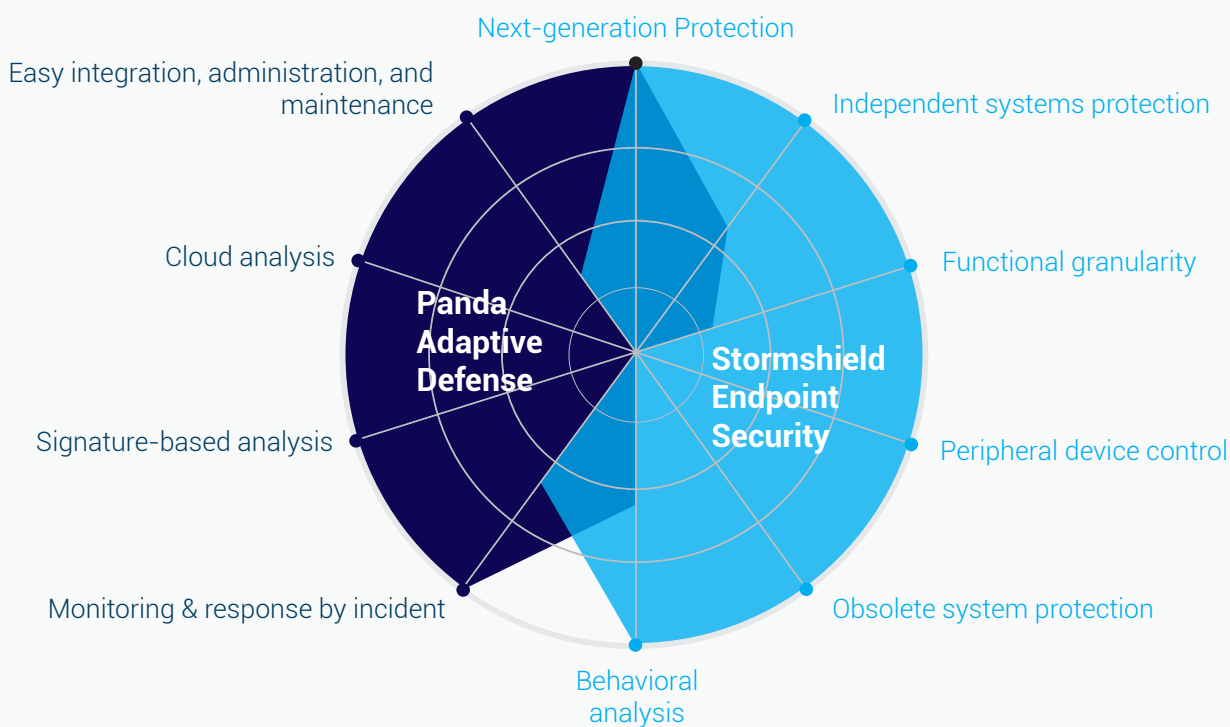 Next-generation Protection
Easy integration, administration, and
maintenance
Independent systems protection
Cloud analysis
Functional granularity
Panda
Adaptive
Defense
Stormshield
Endpoint
Security
Signature-based analysis
Peripheral device control
Monitoring & response by incident
Obsolete system protection
Behavioral
analysis